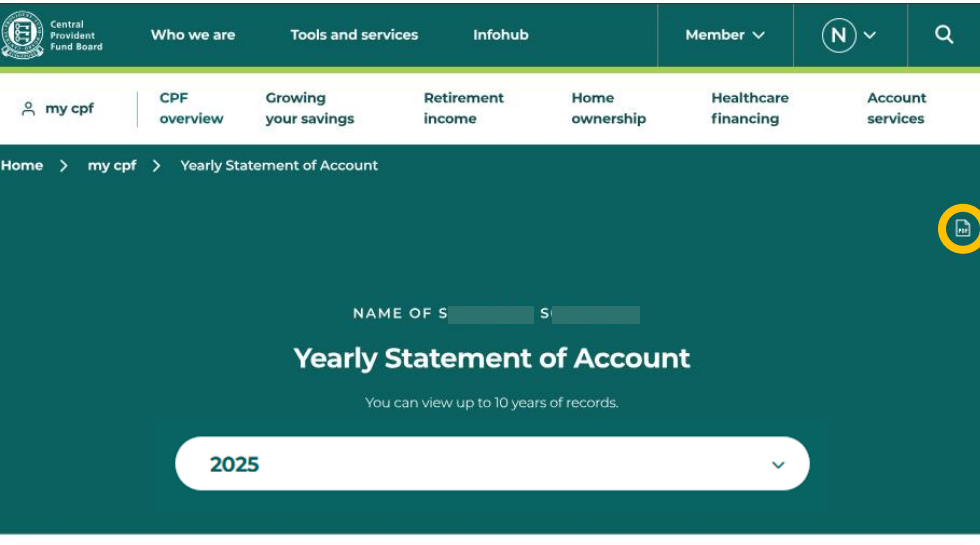 Central
Provident
Fund Board
Who we are
Tools and services
Infohub
Member
N
my cpf
CPF
overview
Growing
your savings
Retirement
income
Home
ownership
Healthcare
financing
Account
services
Home > my cpf > Yearly Statement of Account
PDF
NAME OF S S
Yearly Statement of Account
You can view up to 10 years of records.
2025